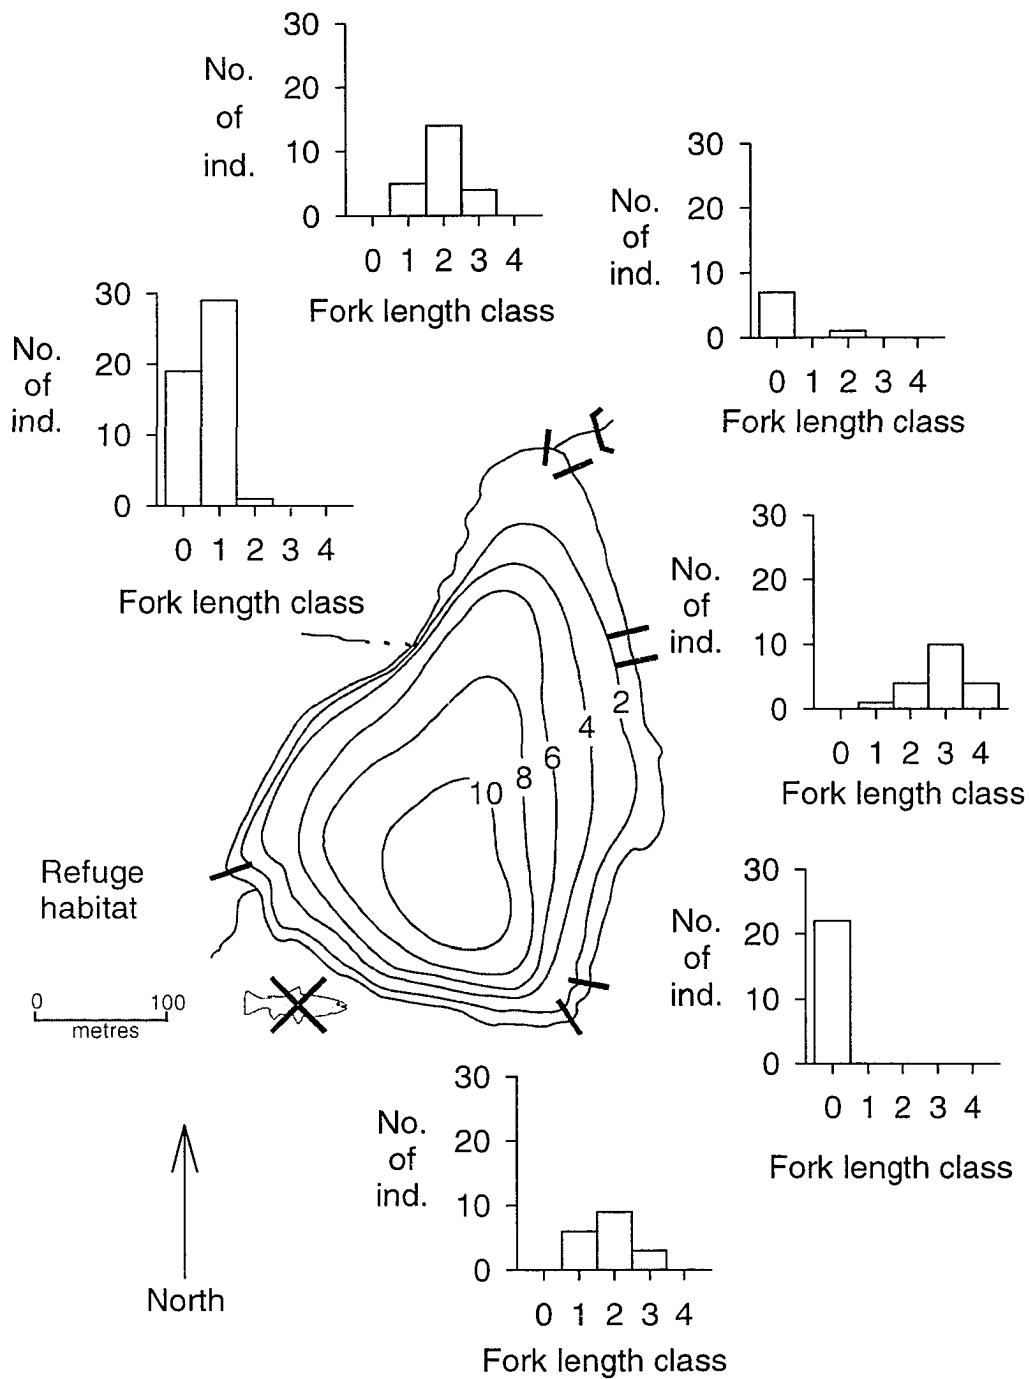 30
No.
20
of
10
ind.
0
0 1 2 3 4
Fork length class
30
No.
20
of
ind.
10
0
0 1 2 3 4
Fork length class
30
No.
20
of
ind.
10
0
0 1 2 3 4
Fork length class
30
No.
20
of
ind.
10
0
0 1 2 3 4
Fork length class
2
4
6
8
10
Refuge
habitat
0 100
metres
30
No.
20
of
ind.
10
0
0 1 2 3 4
Fork length class
30
No.
20
of
ind.
10
0
0 1 2 3 4
Fork length class
North